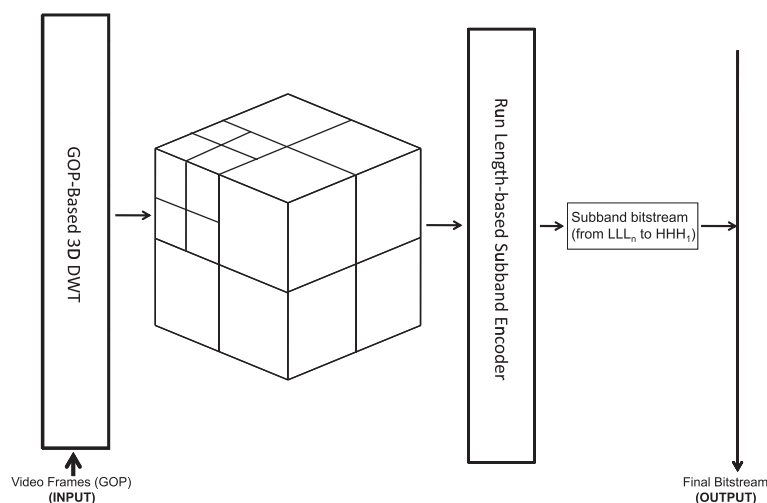 GOP-Based 3D DWT
Run Length-based Subband Encoder
Subband bitstream
(from LLLn to HHH1)
Video Frames (GOP)
(INPUT)
Final Bitstream
(OUTPUT)